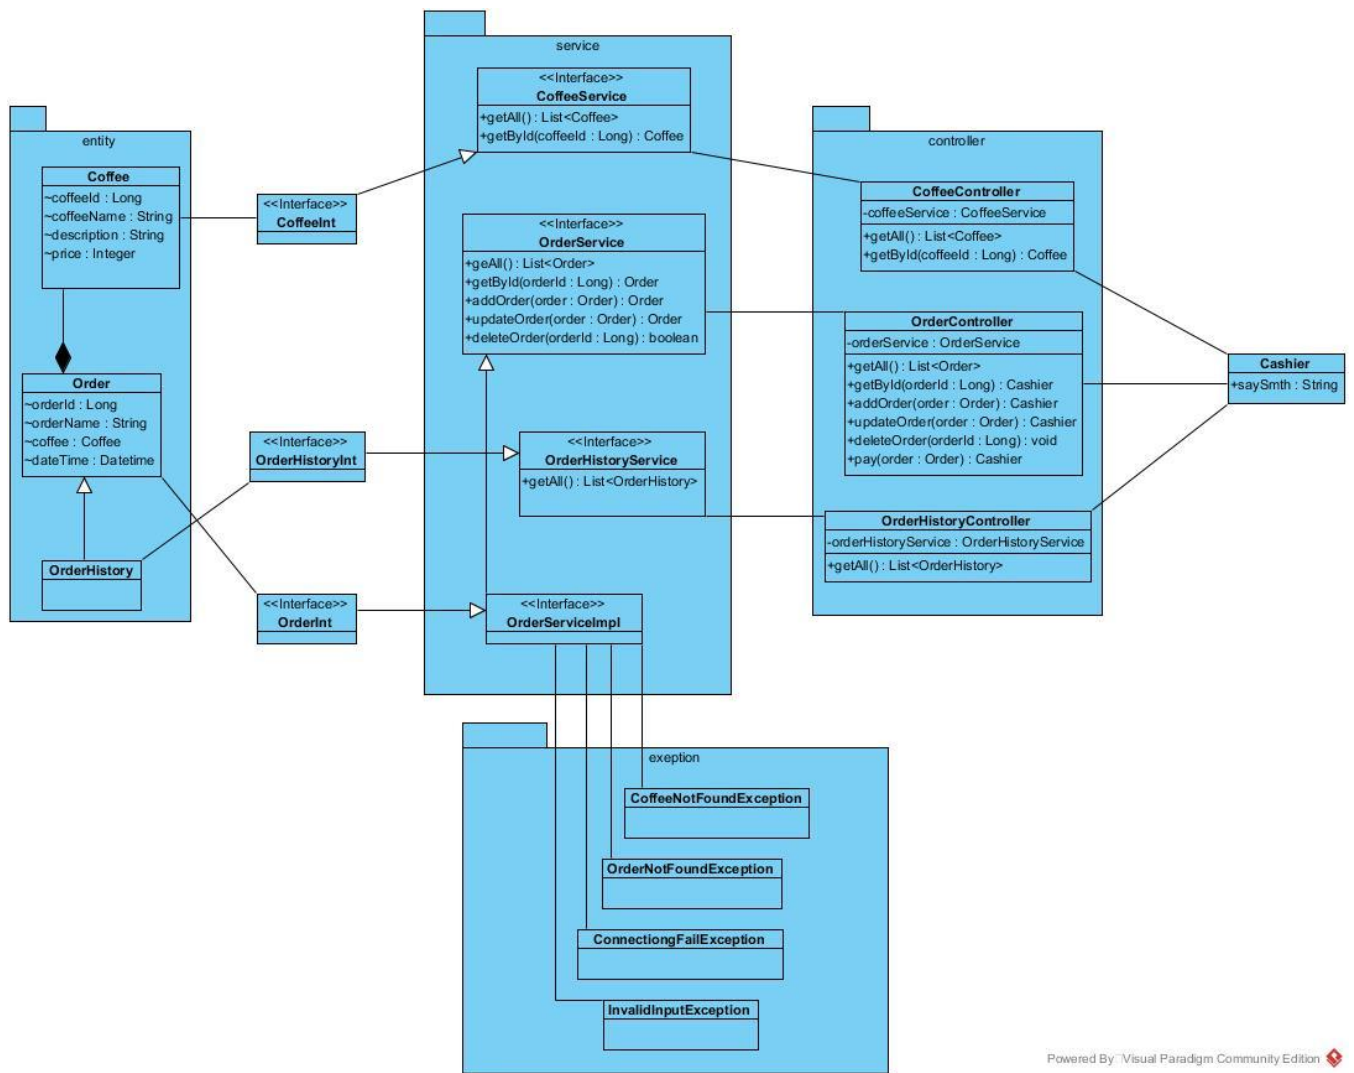 entity
Coffee
~coffeeId : Long
~coffeeName : String
~description : String
~price : Integer
Order
~orderId : Long
~orderName : String
~coffee : Coffee
~dateTime : Datetime
OrderHistory
<<Interface>>
CoffeeInt
<<Interface>>
OrderHistoryInt
<<Interface>>
OrderInt
service
<<Interface>>
CoffeeService
+getAll() : List<Coffee>
+getById(coffeeId : Long) : Coffee
<<Interface>>
OrderService
+geAll() : List<Order>
+getById(orderId : Long) : Order
+addOrder(order : Order) : Order
+updateOrder(order : Order) : Order
+deleteOrder(orderId : Long) : boolean
<<Interface>>
OrderHistoryService
+getAll() : List<OrderHistory>
<<Interface>>
OrderServiceImpl
controller
CoffeeController
-coffeeService : CoffeeService
+getAll() : List<Coffee>
+getById(coffeeId : Long) : Coffee
OrderController
-orderService : OrderService
+getAll() : List<Order>
+getById(orderId : Long) : Cashier
+addOrder(order : Order) : Cashier
+updateOrder(order : Order) : Cashier
+deleteOrder(orderId : Long) : void
+pay(order : Order) : Cashier
OrderHistoryController
-orderHistoryService : OrderHistoryService
+getAll() : List<OrderHistory>
Cashier
+saySmth : String
exeption
CoffeeNotFoundException
OrderNotFoundException
ConnectiongFailException
InvalidInputException
Powered By Visual Paradigm Community Edition